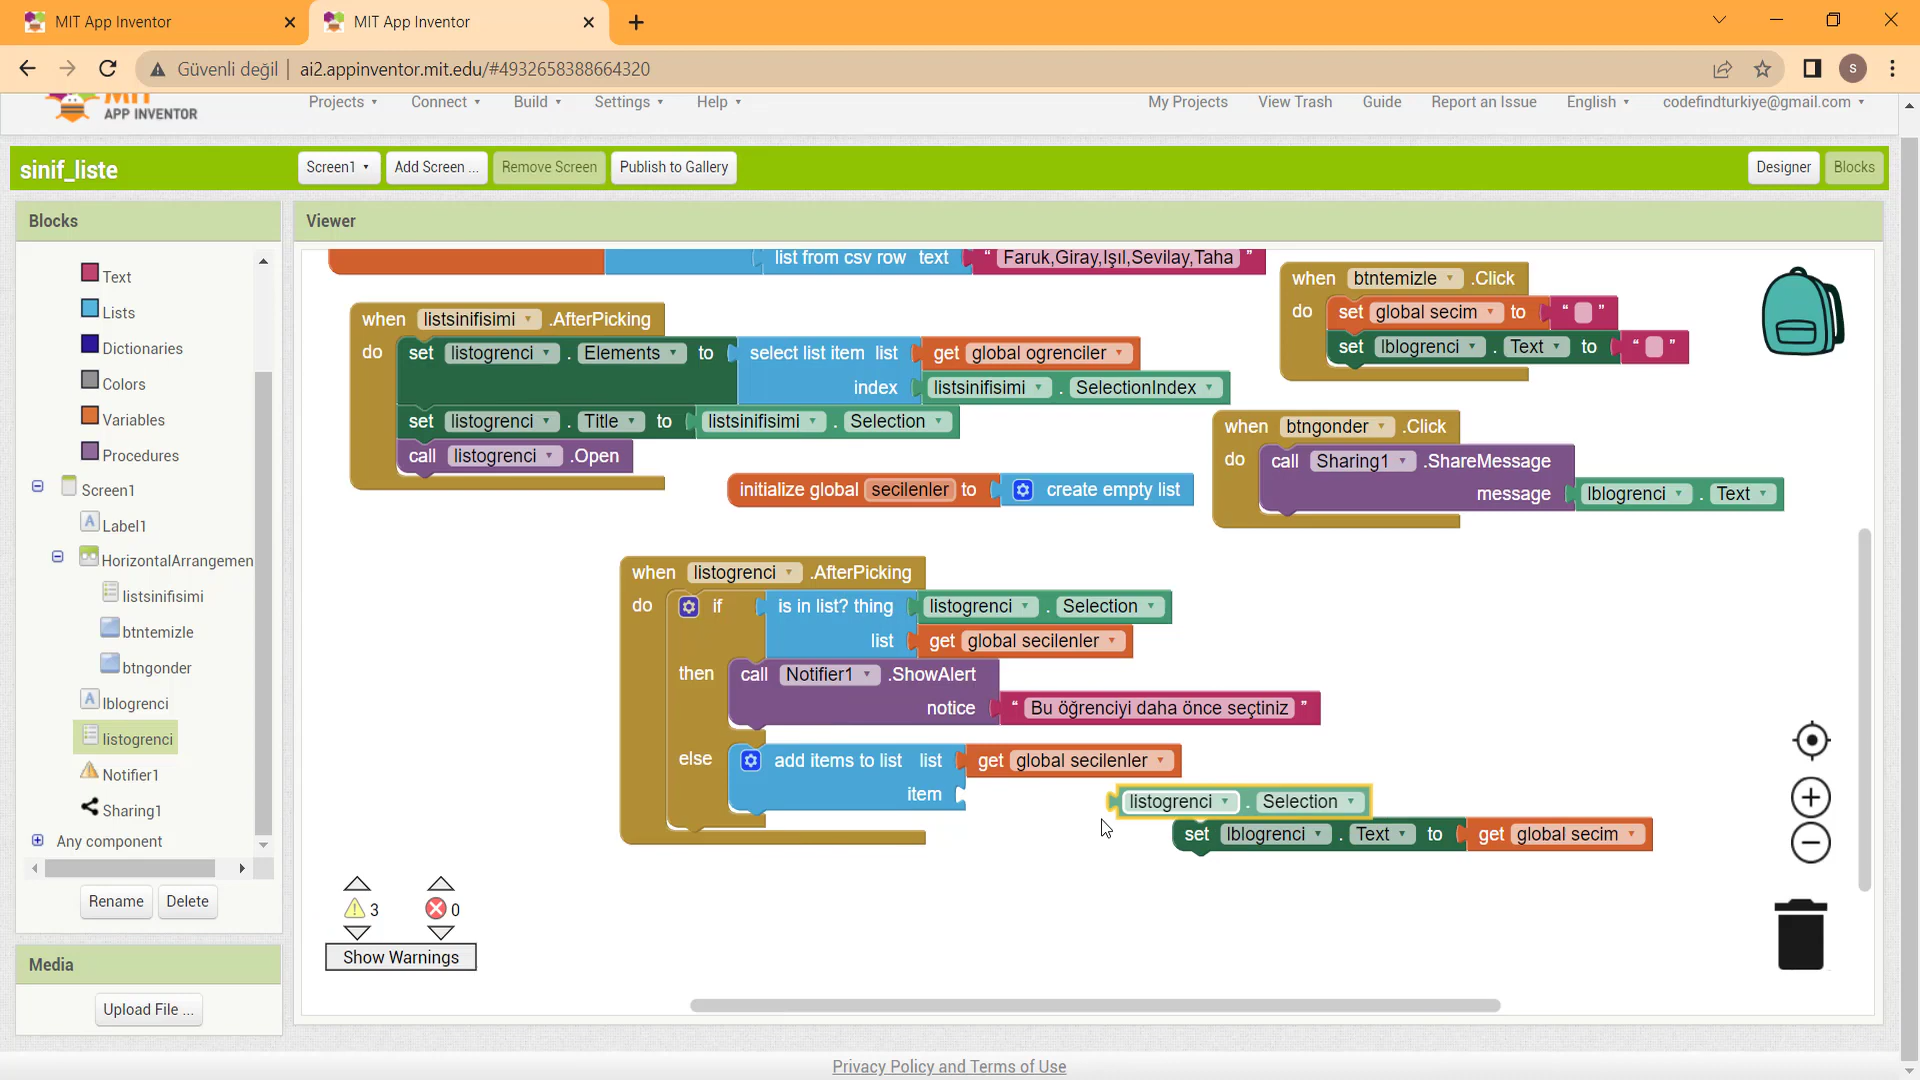 MIT App Inventor
MIT App Inventor
Güvenli değil
ai2.appinventor.mit.edu/#4932658388664320
S
MIT
APP INVENTOR
Projects
Connect
Build
Settings
Help
My Projects
View Trash
Guide
Report an Issue
English
codefindturkiye@gmail.com
sinif_liste
Screen1
Add Screen ...
Remove Screen
Publish to Gallery
Designer
Blocks
Blocks
Text
Lists
Dictionaries
Colors
Variables
Procedures
Screen1
Label1
HorizontalArrangemen
listsinifisimi
btntemizle
btngonder
lblogrenci
listogrenci
Notifier1
Sharing1
Any component
Rename
Delete
Media
Upload File ...
Viewer
list from csv row text “ Faruk,Giray,Işıl,Sevilay,Taha ”
when listsinifisimi .AfterPicking
do set listogrenci . Elements to select list item list get global ogrenciler
index listsinifisimi . SelectionIndex
set listogrenci . Title to listsinifisimi . Selection
call listogrenci .Open
initialize global secilenler to create empty list
when btntemizle .Click
do set global secim to “ ”
set lblogrenci . Text to “ ”
when btngonder .Click
do call Sharing1 .ShareMessage
message lblogrenci . Text
when listogrenci .AfterPicking
do if is in list? thing listogrenci . Selection
list get global secilenler
then call Notifier1 .ShowAlert
notice “ Bu öğrenciyi daha önce seçtiniz ”
else add items to list list get global secilenler
item
listogrenci . Selection
set lblogrenci . Text to get global secim
3
0
Show Warnings
Privacy Policy and Terms of Use